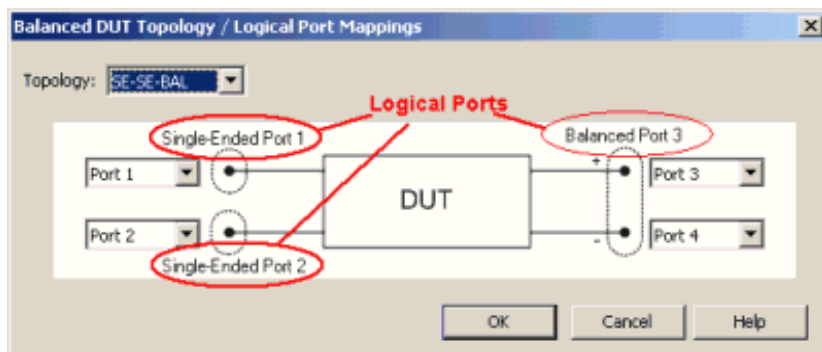 Balanced DUT Topology / Logical Port Mappings
Topology: SE-SE-BAL
Logical Ports
Single-Ended Port 1
Balanced Port 3
Port 1
+
Port 3
DUT
Port 2
-
Port 4
Single-Ended Port 2
OK Cancel Help